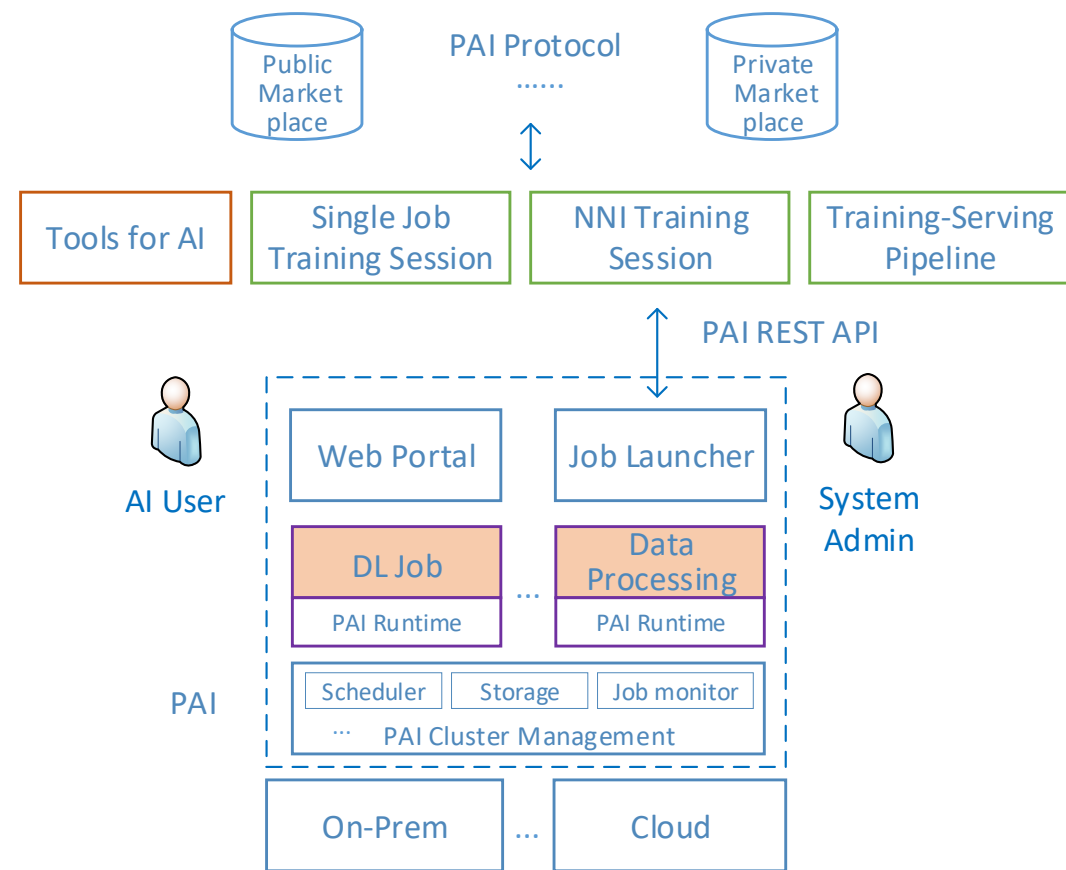 Public
Market
place
PAI Protocol
......
Private
Market
place
Tools for AI
Single Job
Training Session
NNI Training
Session
Training-Serving
Pipeline
PAI REST API
AI User
System
Admin
Web Portal
Job Launcher
DL Job
PAI Runtime
...
Data
Processing
PAI Runtime
PAI
Scheduler
Storage
Job monitor
...
PAI Cluster Management
On-Prem
...
Cloud